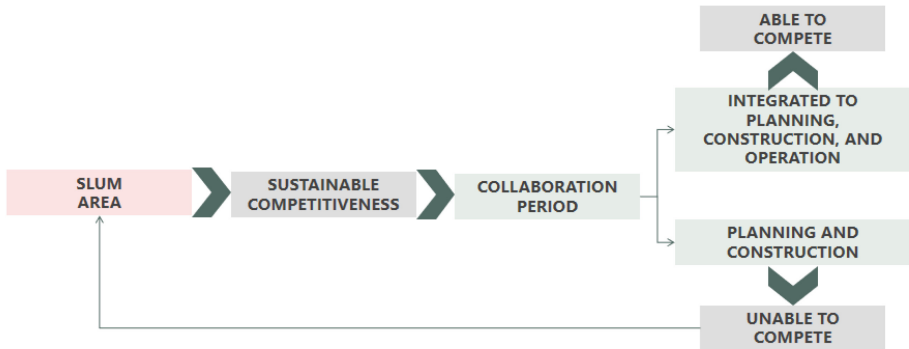 ABLE TO
COMPETE
INTEGRATED TO
PLANNING,
CONSTRUCTION, AND
OPERATION
SLUM
AREA
SUSTAINABLE
COMPETITIVENESS
COLLABORATION
PERIOD
PLANNING AND
CONSTRUCTION
UNABLE TO
COMPETE